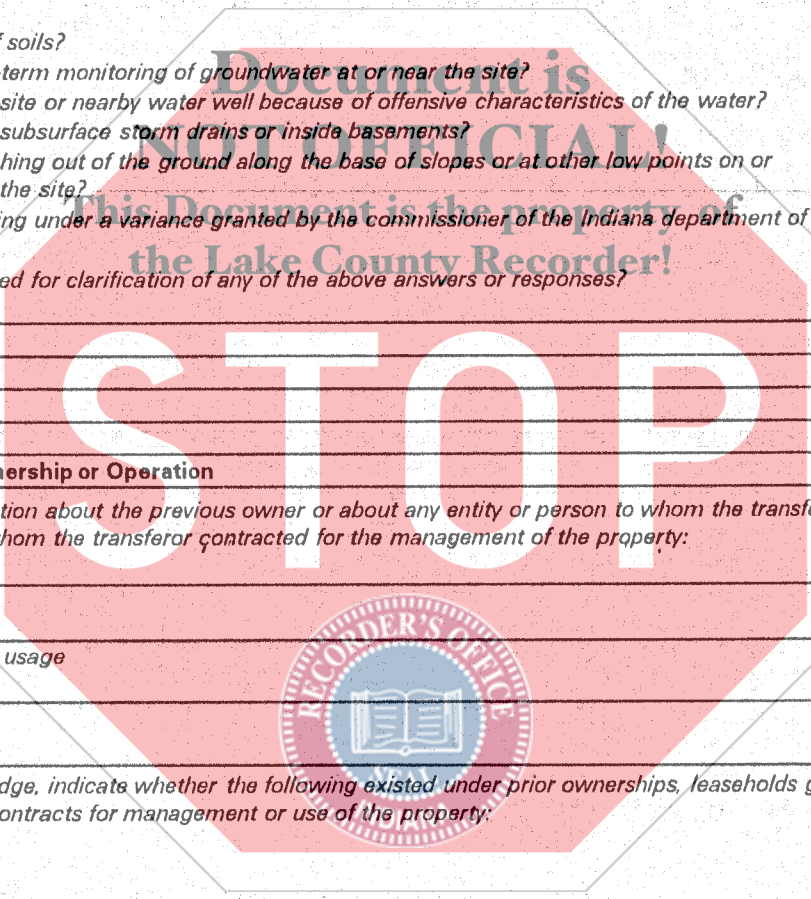 f soils?
Document is
-term monitoring of groundwater at or near the site?
site or nearby water well because of offensive characteristics of the water?
subsurface storm drains or inside basements?
NOT OFFICIAL!
hing out of the ground along the base of slopes or at other low points on or
the site?
This Document is the property of
ing under a variance granted by the commissioner of the Indiana department of
the Lake County Recorder!
ed for clarification of any of the above answers or responses?
STOP
nership or Operation
tion about the previous owner or about any entity or person to whom the transfe
hom the transferor contracted for the management of the property:
RECORDER'S OFFICE
usage
SEAL
dge, indicate whether the following existed under prior ownerships, leaseholds g
ontracts for management or use of the property:
INDIANA